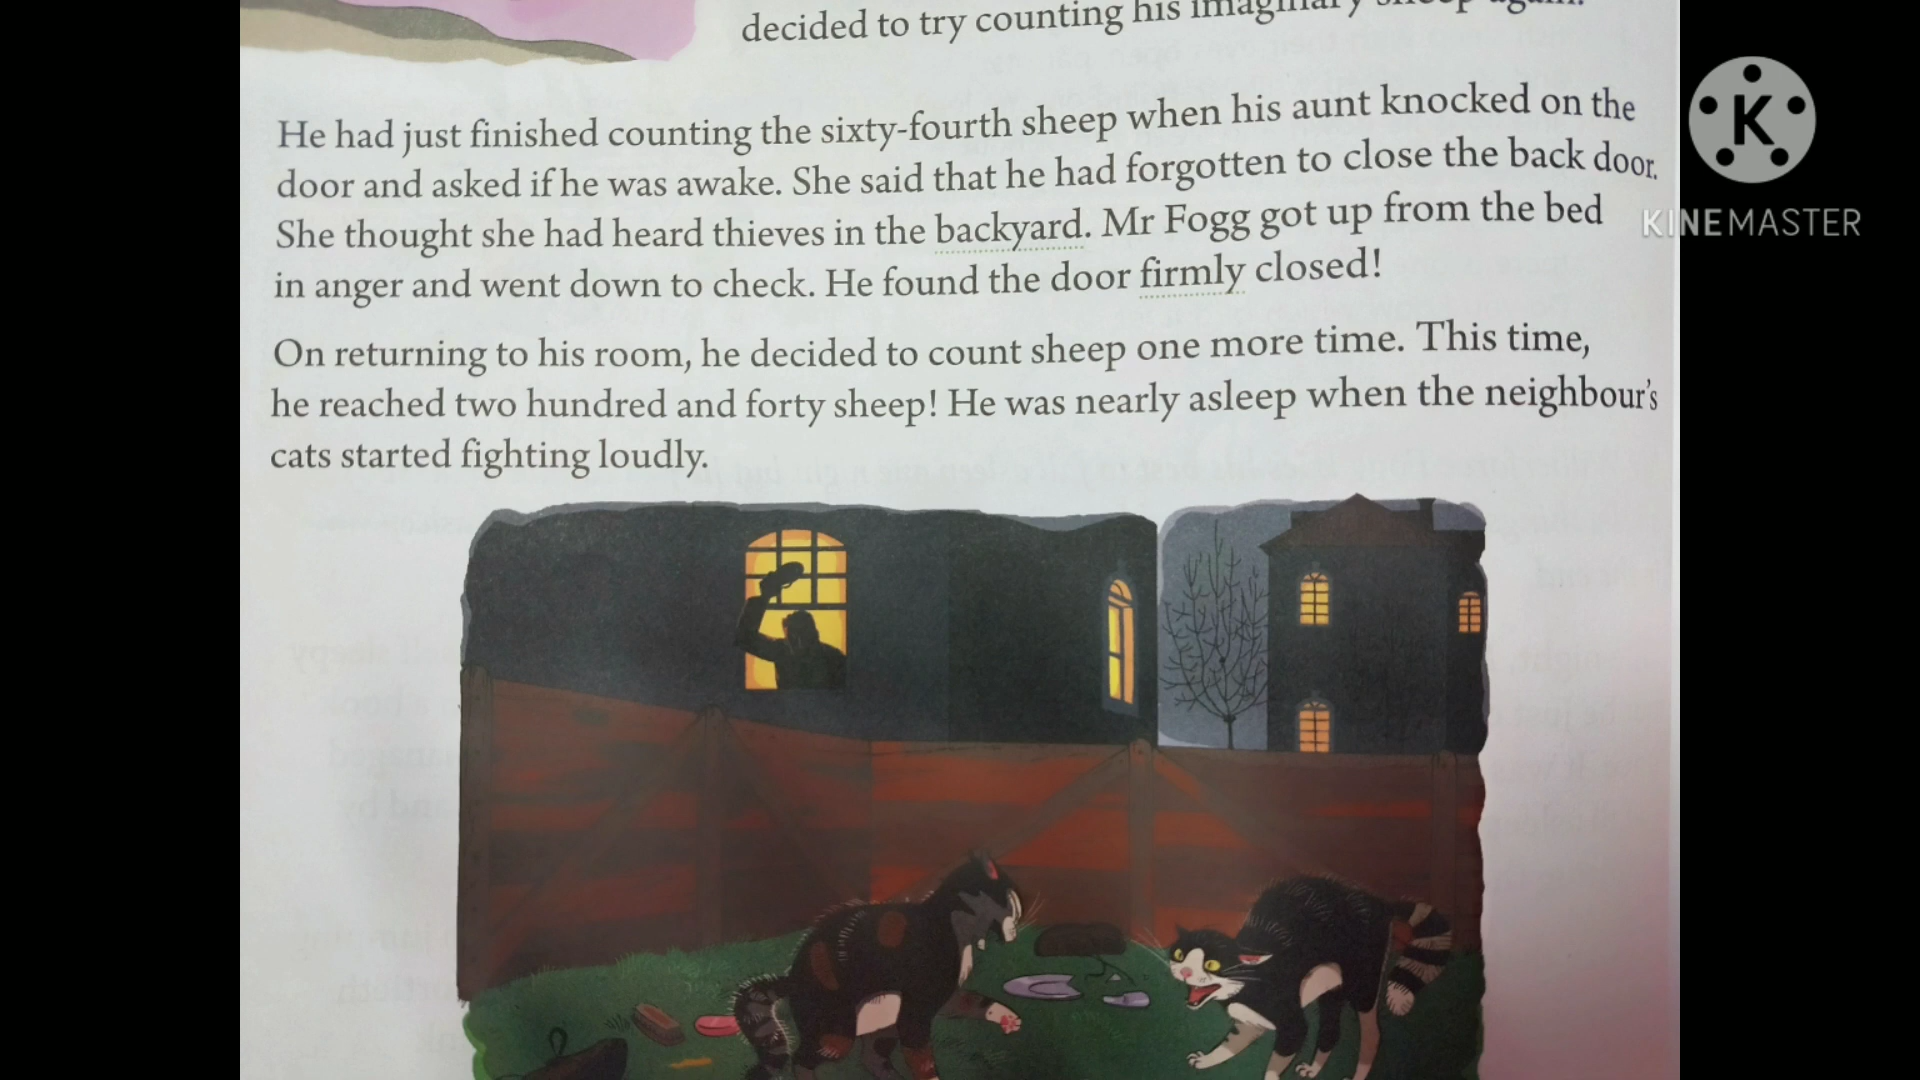 decided to try counting his imaginary sheep again.
He had just finished counting the sixty-fourth sheep when his aunt knocked on the
door and asked if he was awake. She said that he had forgotten to close the back door.
She thought she had heard thieves in the backyard. Mr Fogg got up from the bed
in anger and went down to check. He found the door firmly closed!
On returning to his room, he decided to count sheep one more time. This time,
he reached two hundred and forty sheep! He was nearly asleep when the neighbour's
cats started fighting loudly.
K
KINEMASTER